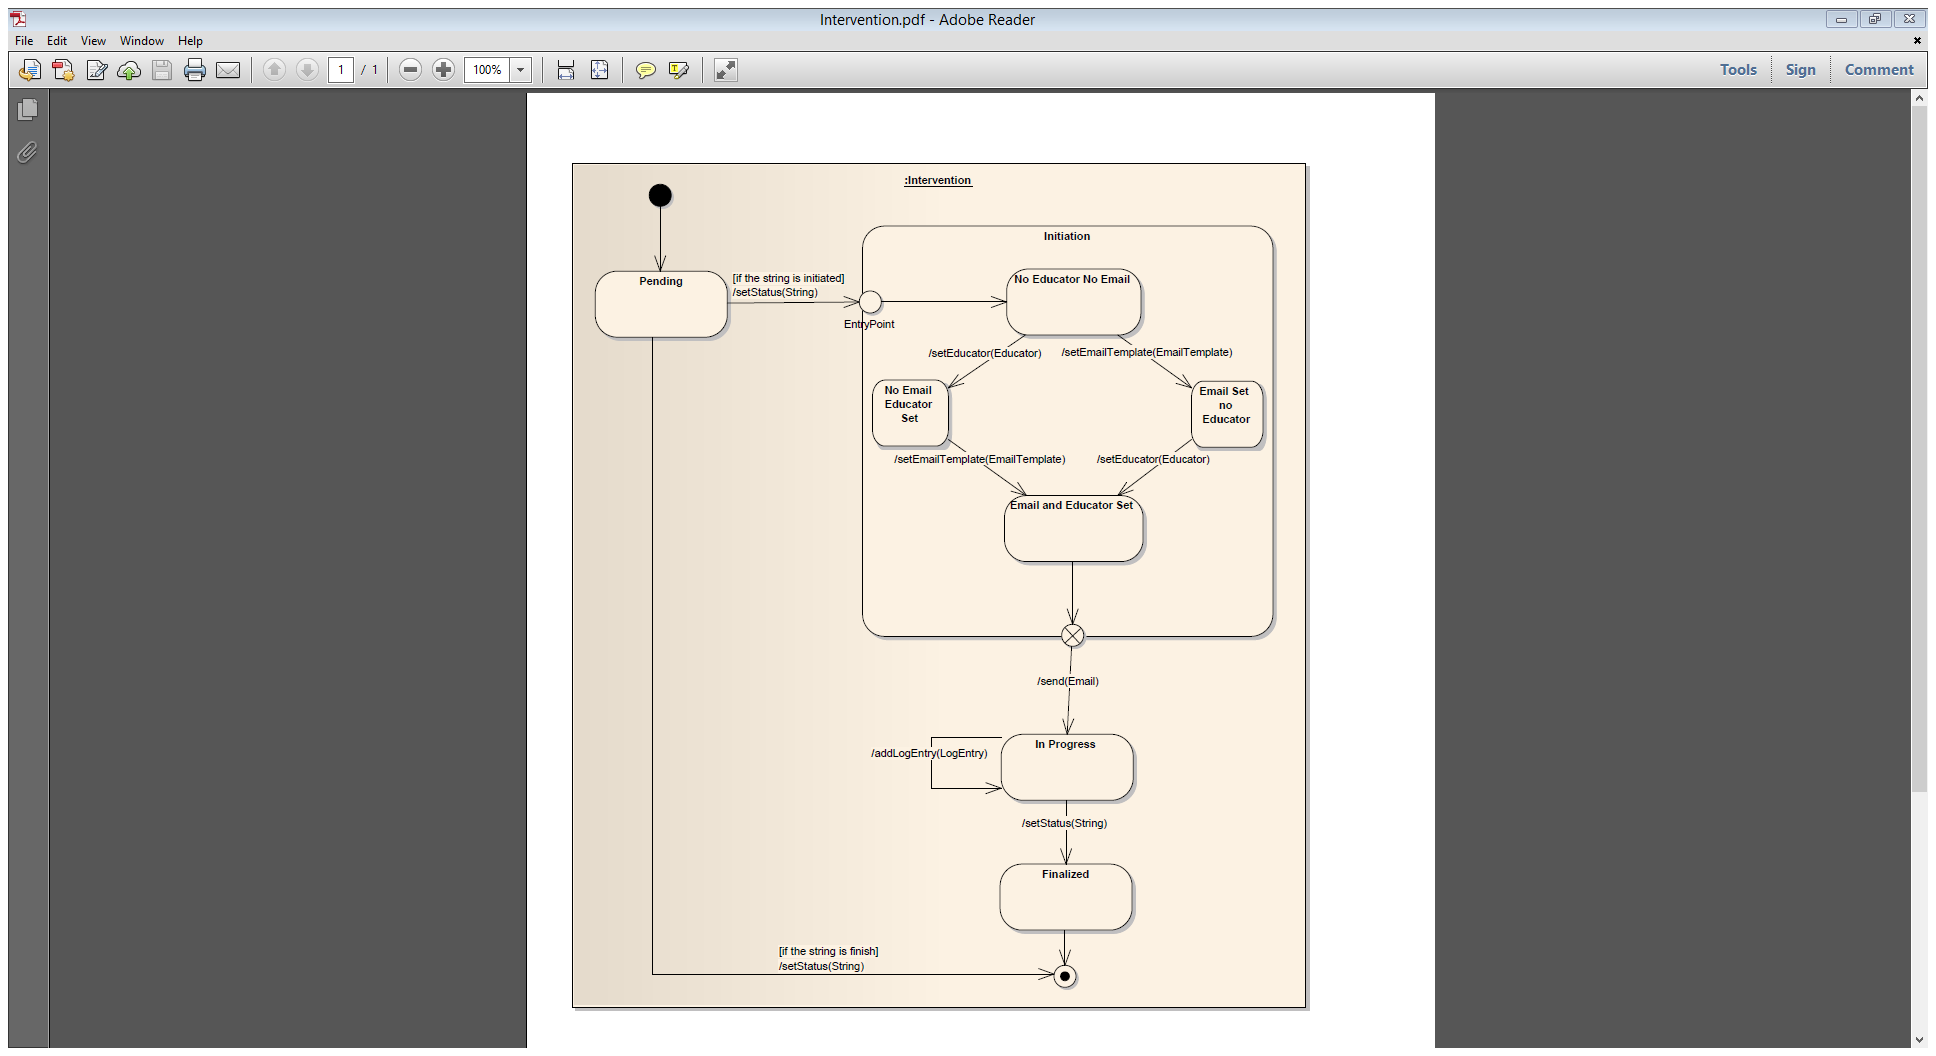 Intervention.pdf - Adobe Reader
File Edit View Window Help
1 / 1 100% Tools Sign Comment
:Intervention
Initiation
Pending
[if the string is initiated]
/setStatus(String)
EntryPoint
No Educator No Email
/setEducator(Educator)
/setEmailTemplate(EmailTemplate)
No Email
Educator
Set
Email Set
no
Educator
/setEmailTemplate(EmailTemplate)
/setEducator(Educator)
Email and Educator Set
/send(Email)
In Progress
/addLogEntry(LogEntry)
/setStatus(String)
Finalized
[if the string is finish]
/setStatus(String)